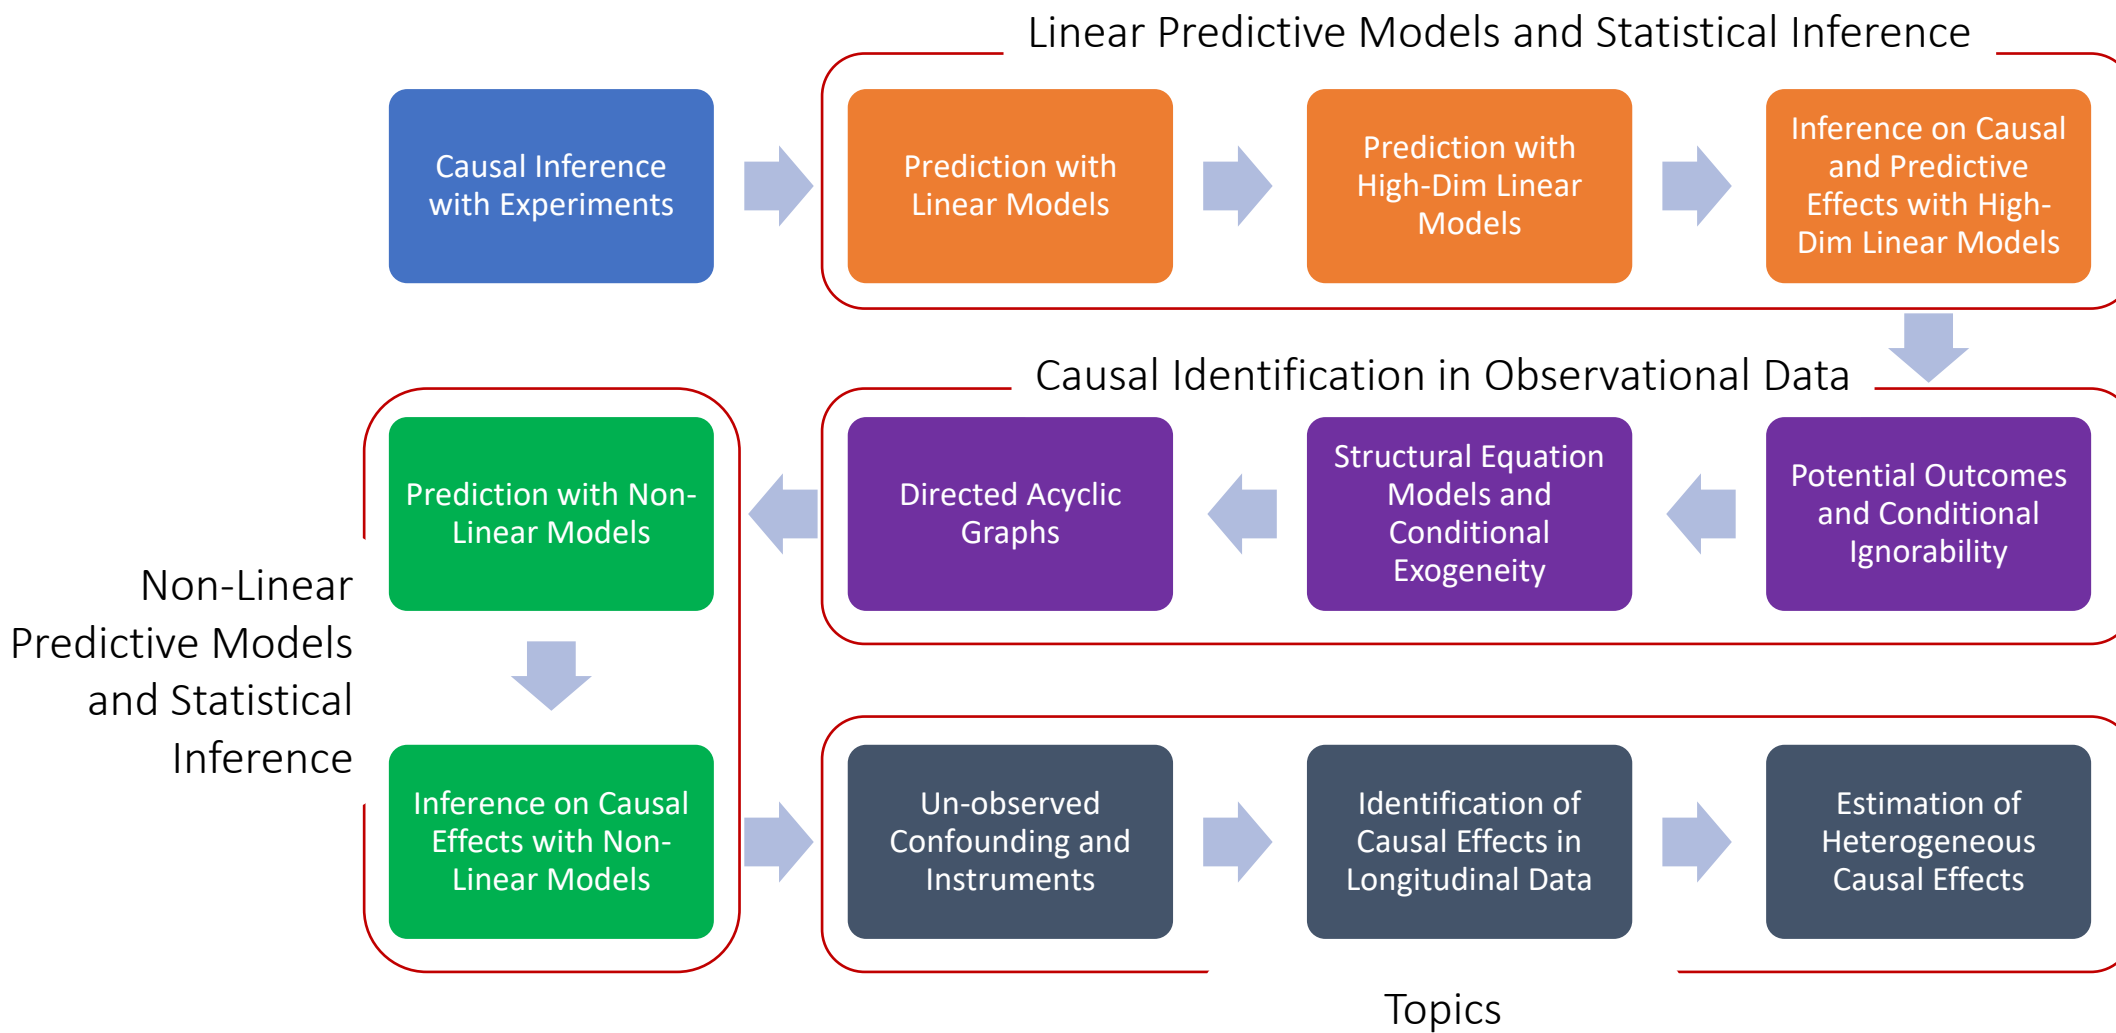 Linear Predictive Models and Statistical Inference
Causal Inference
with Experiments
Prediction with
Linear Models
Prediction with
High-Dim Linear
Models
Inference on Causal
and Predictive
Effects with High-
Dim Linear Models
Causal Identification in Observational Data
Potential Outcomes
and Conditional
Ignorability
Structural Equation
Models and
Conditional
Exogeneity
Directed Acyclic
Graphs
Prediction with Non-
Linear Models
Non-Linear
Predictive Models
and Statistical
Inference
Inference on Causal
Effects with Non-
Linear Models
Un-observed
Confounding and
Instruments
Identification of
Causal Effects in
Longitudinal Data
Estimation of
Heterogeneous
Causal Effects
Topics